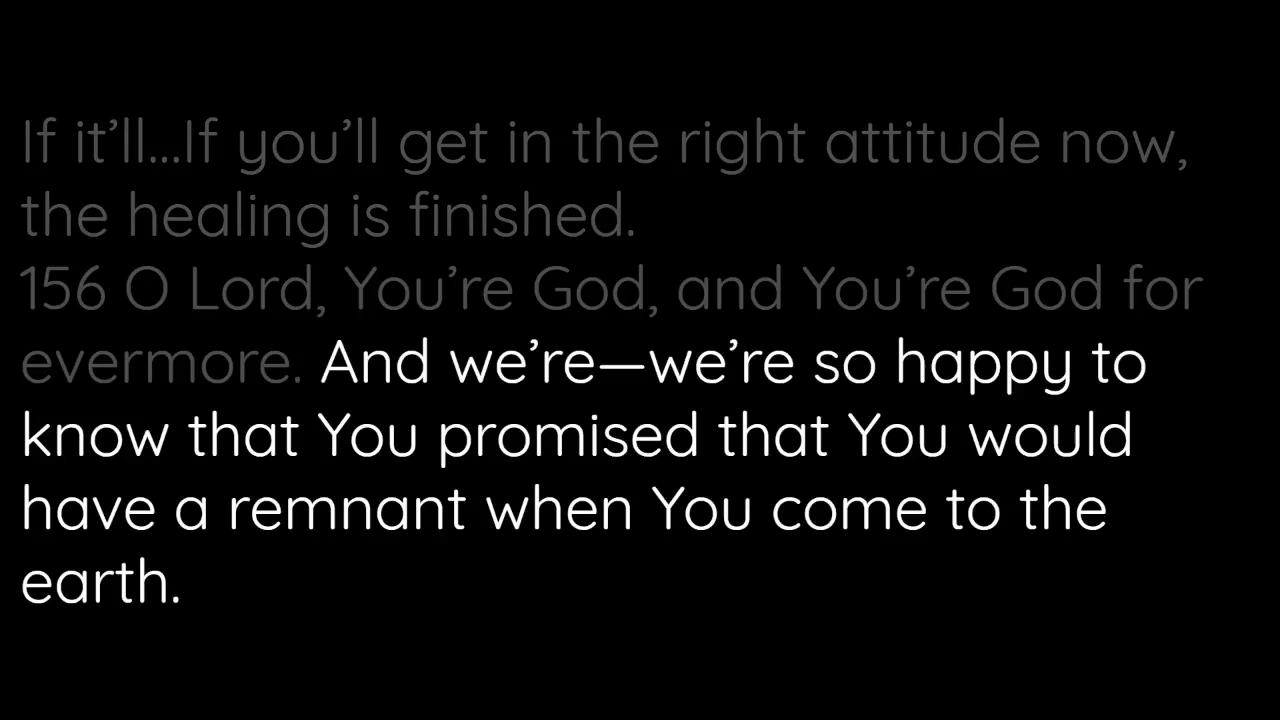 If it’ll...If you’ll get in the right attitude now,
the healing is finished.
156 O Lord, You’re God, and You’re God for
evermore. And we’re—we’re so happy to
know that You promised that You would
have a remnant when You come to the
earth.